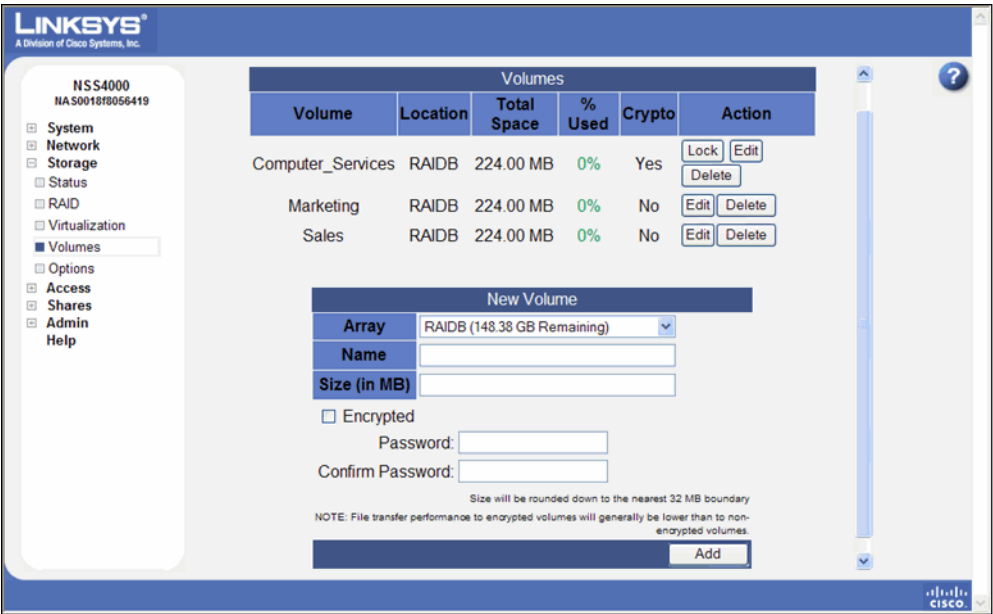 LINKSYS®
A Division of Cisco Systems, Inc.
NSS4000
NAS0018f8056419
System
Network
Storage
Status
RAID
Virtualization
Volumes
Options
Access
Shares
Admin
Help
Volumes
Volume Location Total Space % Used Crypto Action
Computer_Services RAIDB 224.00 MB 0% Yes Lock Edit Delete
Marketing RAIDB 224.00 MB 0% No Edit Delete
Sales RAIDB 224.00 MB 0% No Edit Delete
New Volume
Array RAIDB (148.38 GB Remaining)
Name
Size (in MB)
Encrypted
Password:
Confirm Password:
Size will be rounded down to the nearest 32 MB boundary
NOTE: File transfer performance to encrypted volumes will generally be lower than to non-
encrypted volumes.
Add
?
CISCO.